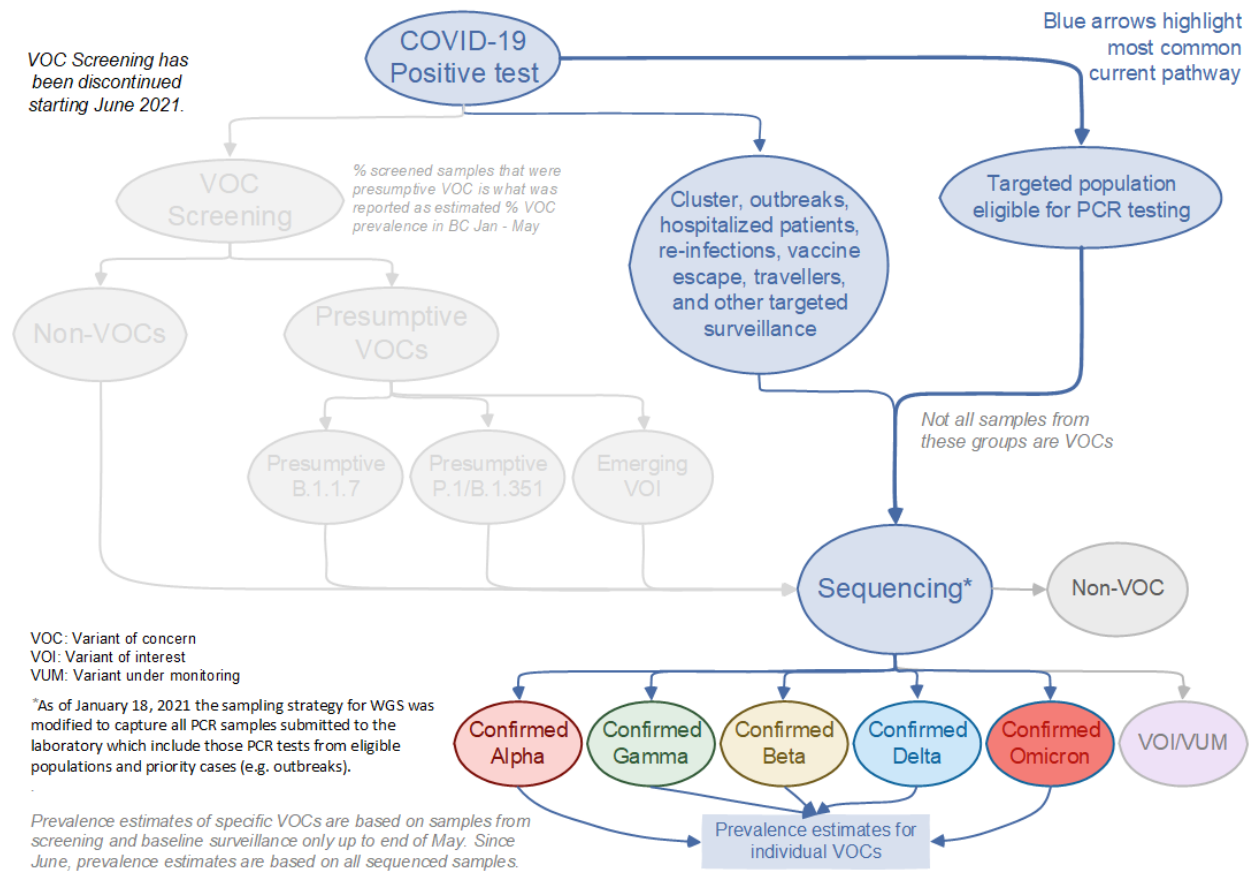 COVID-19
Positive test
Blue arrows highlight
most common
current pathway
VOC Screening has
been discontinued
starting June 2021.
VOC
Screening
% screened samples that were
presumptive VOC is what was
reported as estimated % VOC
prevalence in BC Jan - May
Cluster, outbreaks,
hospitalized patients,
re-infections, vaccine
escape, travellers,
and other targeted
surveillance
Targeted population
eligible for PCR testing
Non-VOCs
Presumptive
VOCs
Not all samples from
these groups are VOCs
Presumptive
B.1.1.7
Presumptive
P.1/B.1.351
Emerging
VOI
Sequencing*
Non-VOC
VOC: Variant of concern
VOI: Variant of interest
VUM: Variant under monitoring
*As of January 18, 2021 the sampling strategy for WGS was
modified to capture all PCR samples submitted to the
laboratory which include those PCR tests from eligible
populations and priority cases (e.g. outbreaks).
.
Confirmed
Alpha
Confirmed
Gamma
Confirmed
Beta
Confirmed
Delta
Confirmed
Omicron
VOI/VUM
Prevalence estimates for
individual VOCs
Prevalence estimates of specific VOCs are based on samples from
screening and baseline surveillance only up to end of May. Since
June, prevalence estimates are based on all sequenced samples.